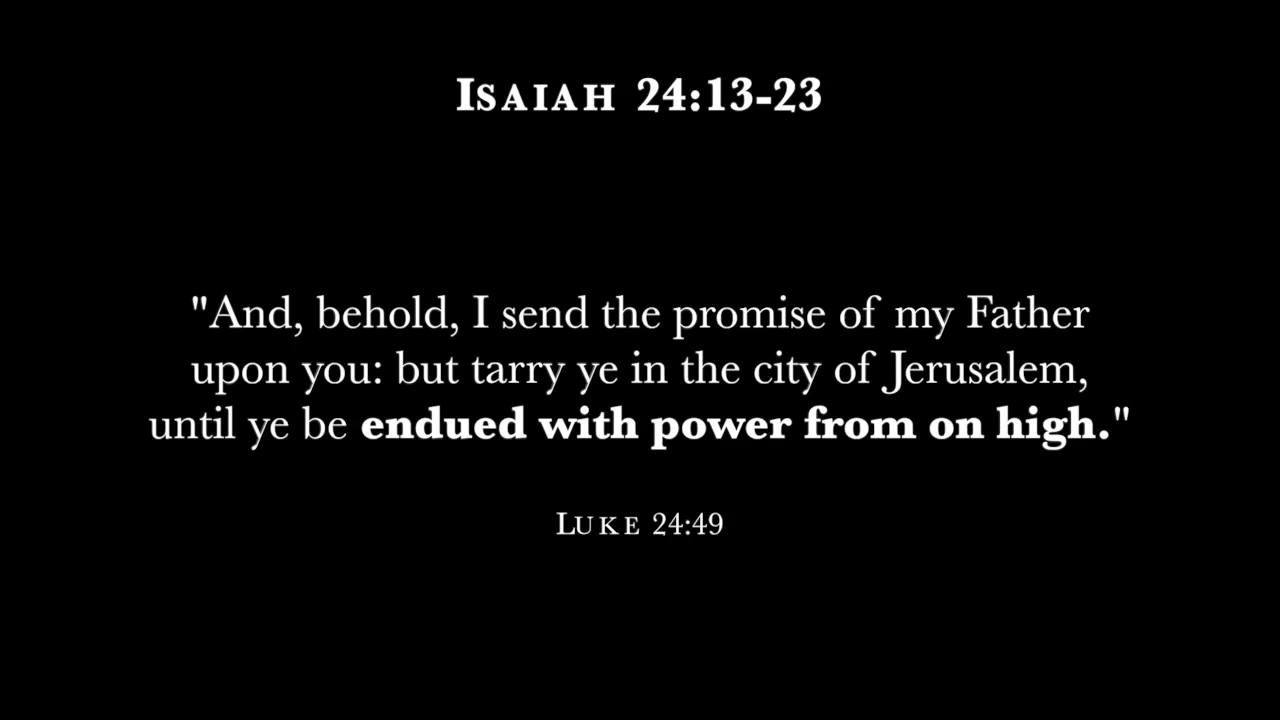 Isaiah 24:13-23
"And, behold, I send the promise of my Father
upon you: but tarry ye in the city of Jerusalem,
until ye be endued with power from on high."
Luke 24:49